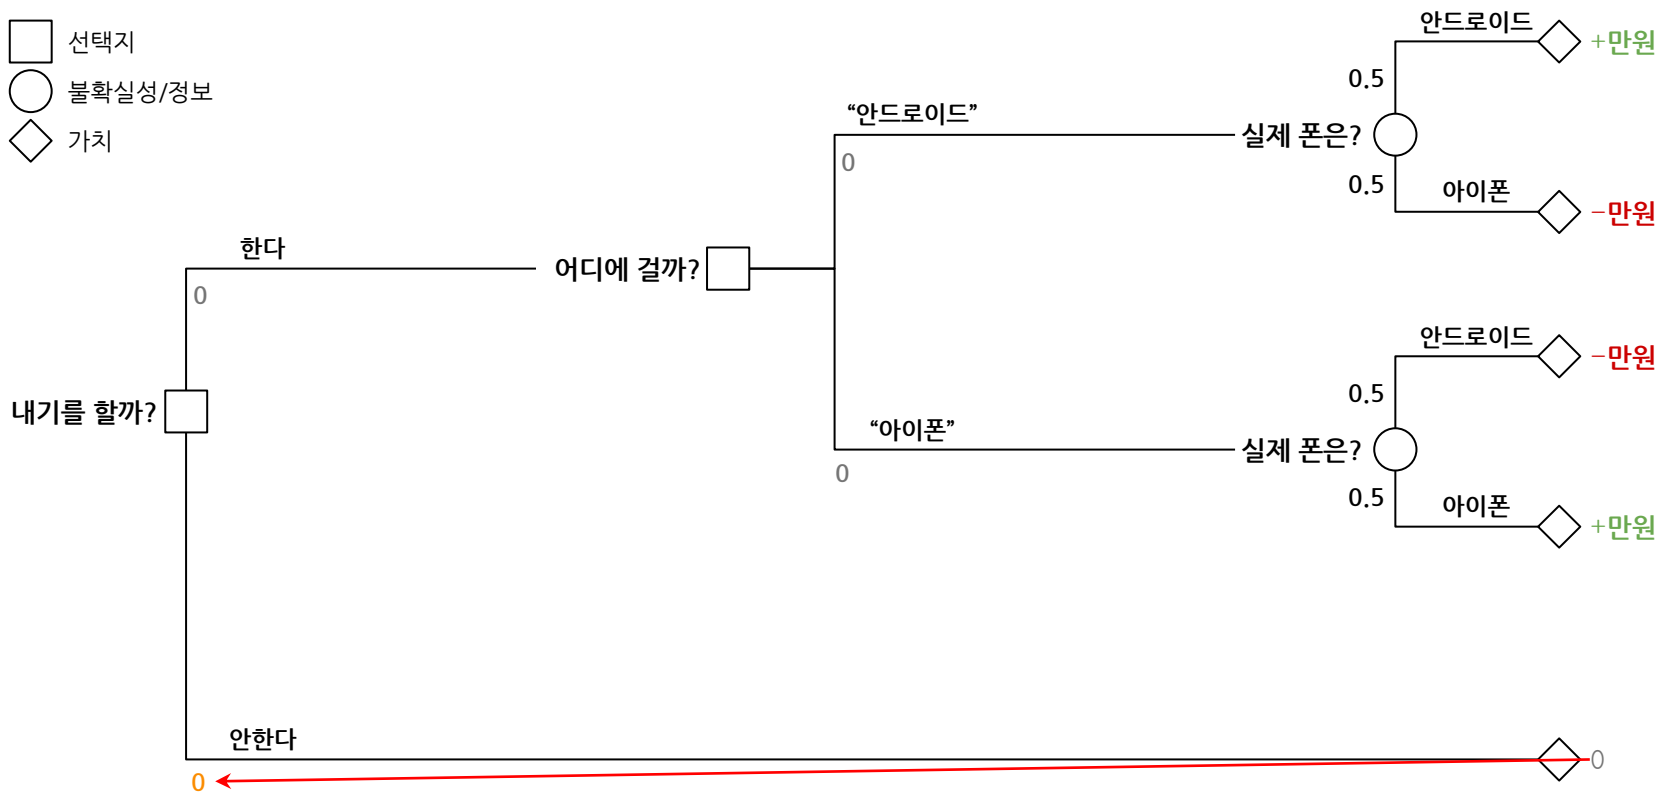 선택지
불확실성/정보
가치
안드로이드
+만원
0.5
“안드로이드”
실제 폰은?
0
0.5
아이폰
−만원
한다
어디에 걸까?
0
안드로이드
−만원
0.5
내기를 할까?
“아이폰”
실제 폰은?
0
0.5
아이폰
+만원
안한다
0
0